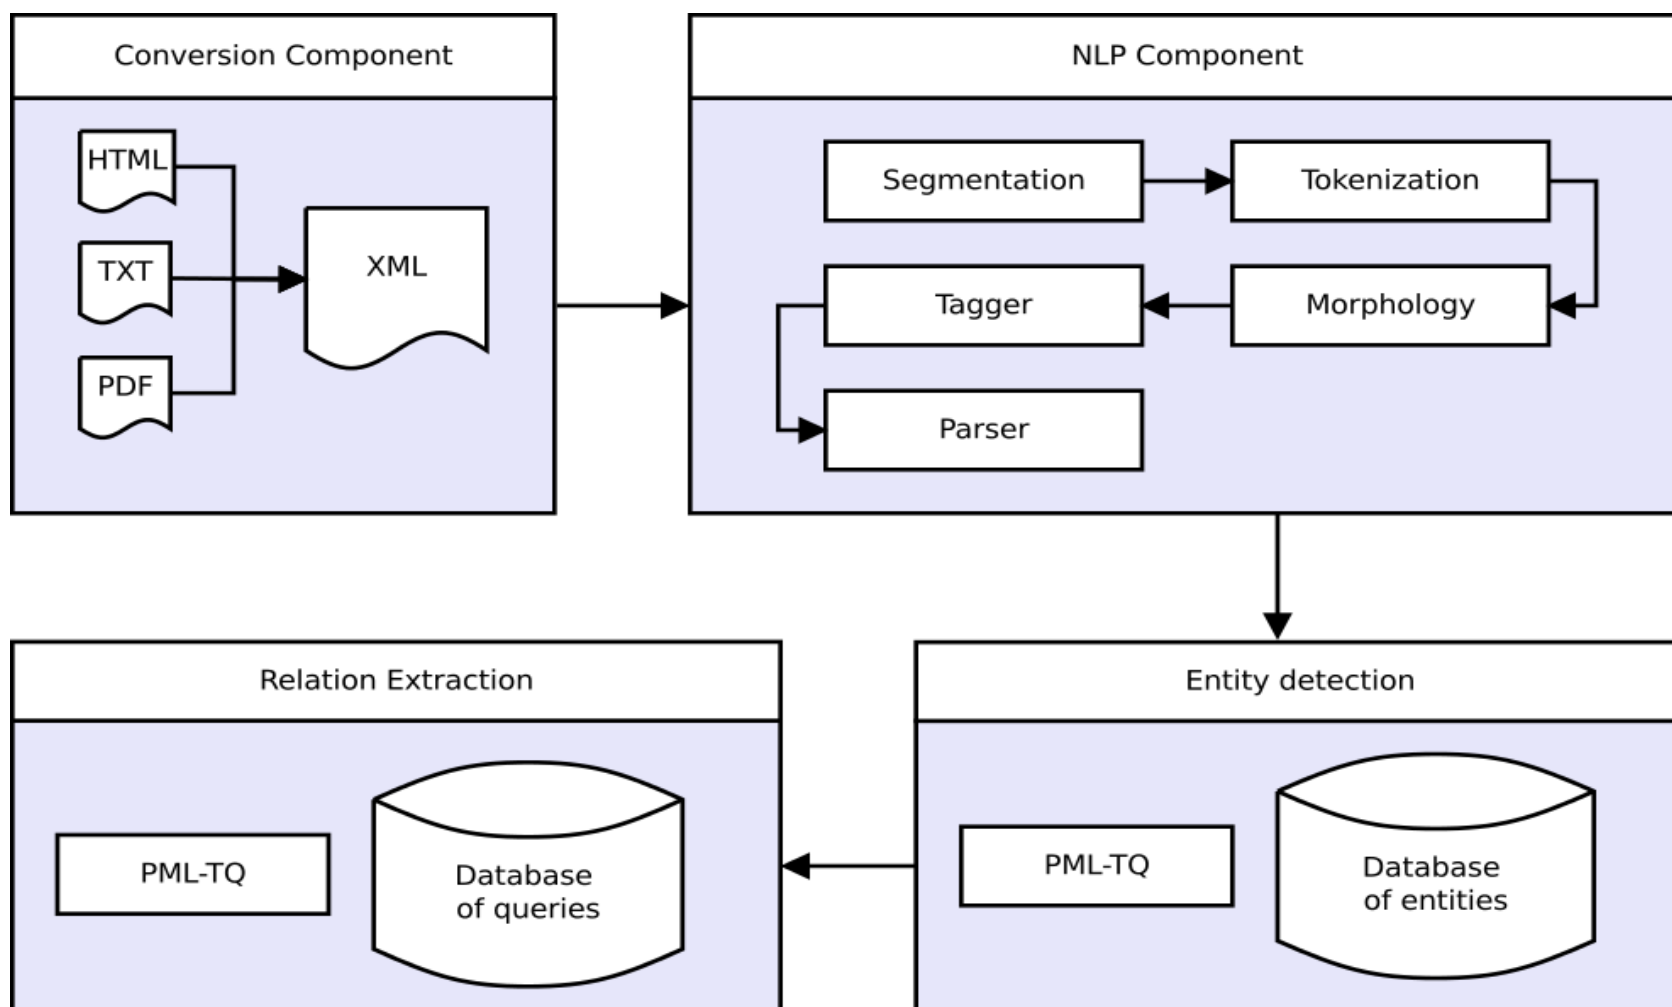 Conversion Component
HTML
TXT
PDF
XML
NLP Component
Segmentation
Tokenization
Morphology
Tagger
Parser
Entity detection
PML-TQ
Database
of entities
Relation Extraction
PML-TQ
Database
of queries